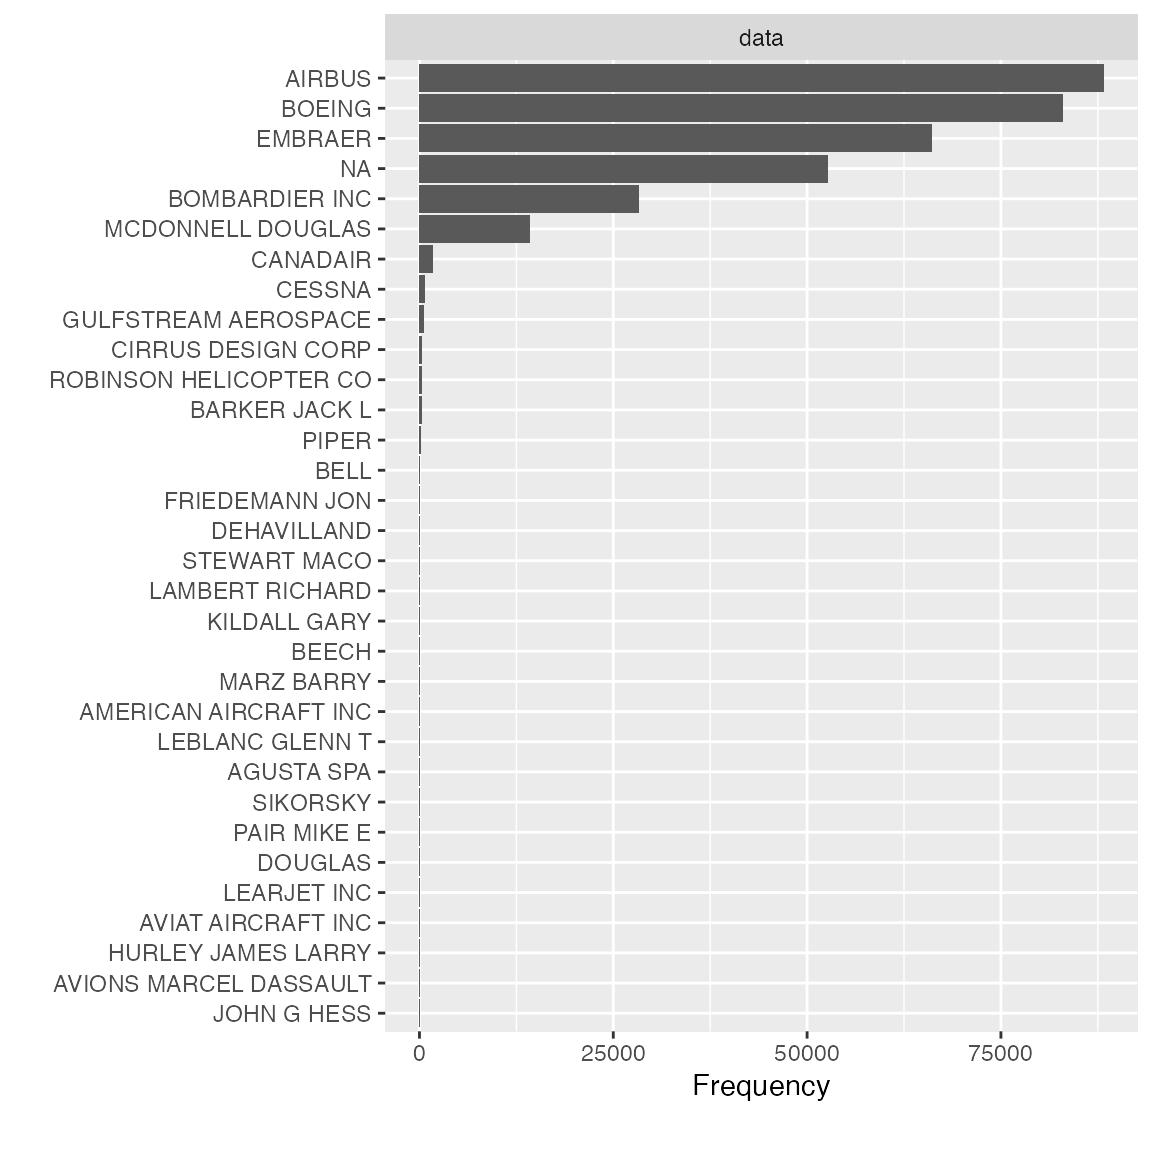 data
AIRBUS
BOEING
EMBRAER
NA
BOMBARDIER INC
MCDONNELL DOUGLAS
CANADAIR
CESSNA
GULFSTREAM AEROSPACE
CIRRUS DESIGN CORP
ROBINSON HELICOPTER CO
BARKER JACK L
PIPER
BELL
FRIEDEMANN JON
DEHAVILLAND
STEWART MACO
LAMBERT RICHARD
KILDALL GARY
BEECH
MARZ BARRY
AMERICAN AIRCRAFT INC
LEBLANC GLENN T
AGUSTA SPA
SIKORSKY
PAIR MIKE E
DOUGLAS
LEARJET INC
AVIAT AIRCRAFT INC
HURLEY JAMES LARRY
AVIONS MARCEL DASSAULT
JOHN G HESS
0 25000 50000 75000
Frequency